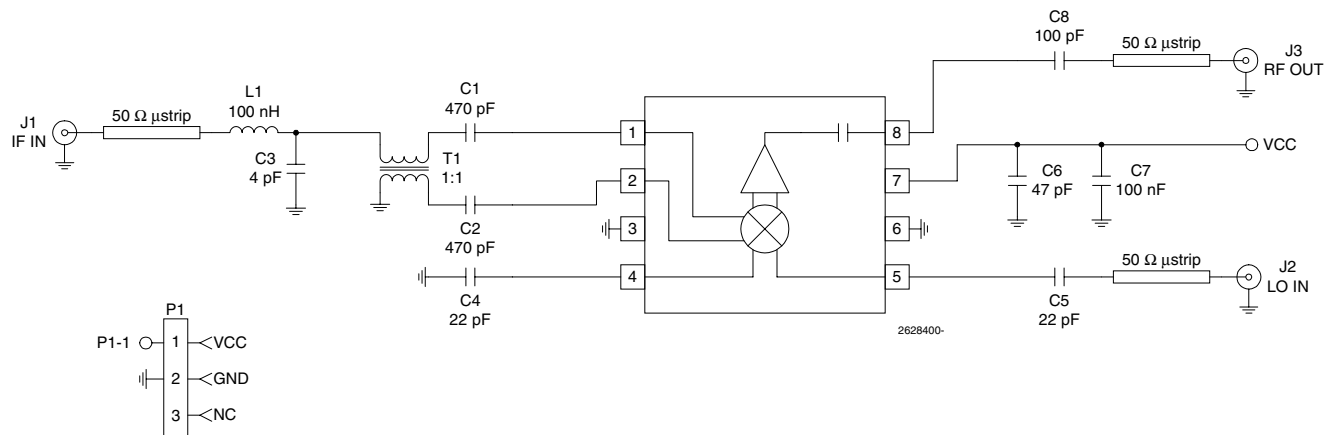 C8
100 pF
50 Ω μstrip
J3
RF OUT
J1
IF IN
50 Ω μstrip
L1
100 nH
C1
470 pF
C3
4 pF
T1
1:1
C2
470 pF
C4
22 pF
1
2
3
4
8
7
6
5
VCC
C6
47 pF
C7
100 nF
50 Ω μstrip
J2
LO IN
C5
22 pF
2628400-
P1
P1-1
1
VCC
2
GND
3
NC